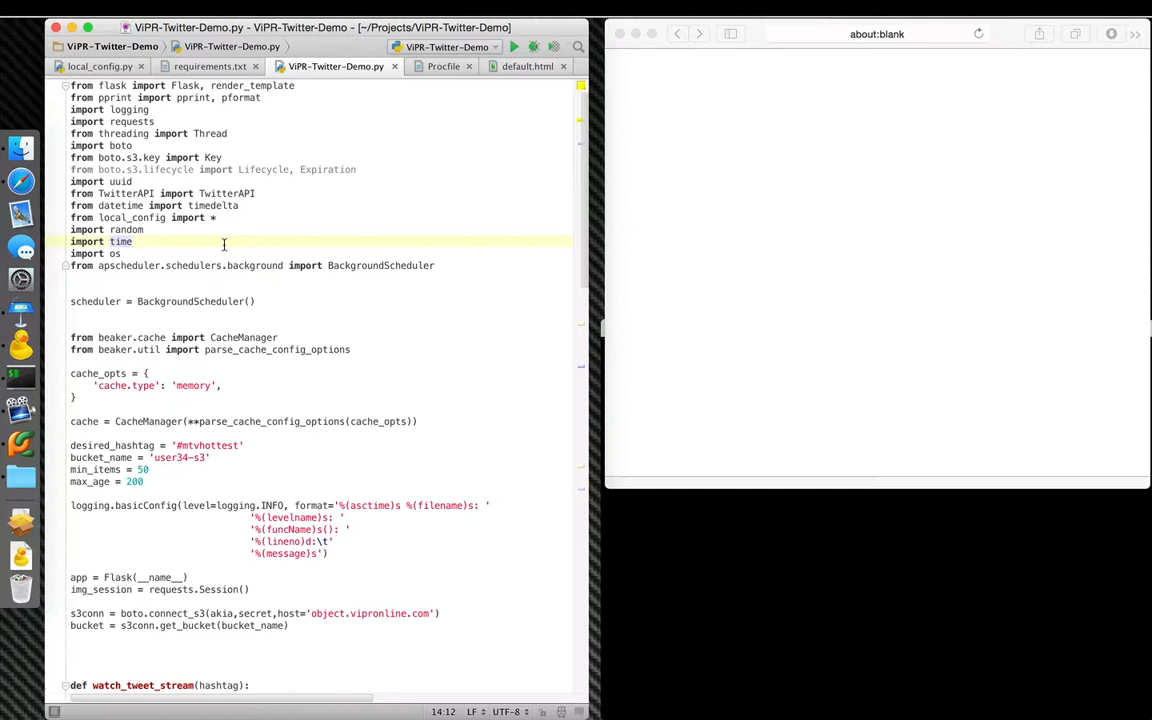 ViPR-Twitter-Demo.py - ViPR-Twitter-Demo - [~/Projects/ViPR-Twitter-Demo]
ViPR-Twitter-Demo
ViPR-Twitter-Demo.py
ViPR-Twitter-Demo
about:blank
local_config.py
requirements.txt
ViPR-Twitter-Demo.py
Procfile
default.html
from flask import Flask, render_template
from pprint import pprint, pformat
import logging
import requests
from threading import Thread
import boto
from boto.s3.key import Key
from boto.s3.lifecycle import Lifecycle, Expiration
import uuid
from TwitterAPI import TwitterAPI
from datetime import timedelta
from local_config import *
import random
import time
import os
from apscheduler.schedulers.background import BackgroundScheduler
scheduler = BackgroundScheduler()
from beaker.cache import CacheManager
from beaker.util import parse_cache_config_options
cache_opts = {
'cache.type': 'memory',
}
cache = CacheManager(**parse_cache_config_options(cache_opts))
desired_hashtag = '#mtvhottest'
bucket_name = 'user34-s3'
min_items = 50
max_age = 200
logging.basicConfig(level=logging.INFO, format='%(asctime)s %(filename)s: '
'%(levelname)s: '
'%(funcName)s(): '
'%(lineno)d:\t'
'%(message)s')
app = Flask(__name__)
img_session = requests.Session()
s3conn = boto.connect_s3(akia,secret,host='object.vipronline.com')
bucket = s3conn.get_bucket(bucket_name)
def watch_tweet_stream(hashtag):
14:12 LF UTF-8